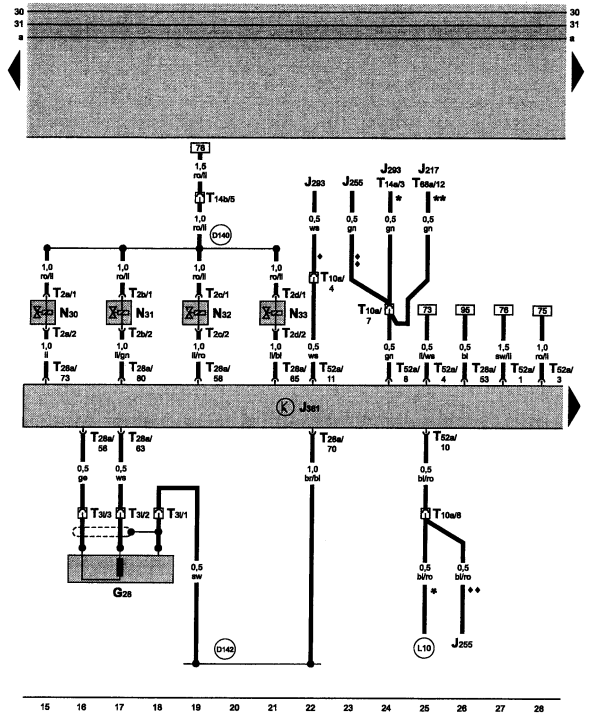 30 30
31 31
a a
76
1,5
ro/li
T14b/5
1,0
ro/li
D140
J293 J255 J293 J217
T14a/3 T68a/12
* **
0,5 0,5 0,5 0,5
ws gn gn gn
1,0 1,0 1,0 1,0
ro/li ro/li ro/li ro/li
T2a/1 T2b/1 T2c/1 T2d/1
N30 N31 N32 N33
T2a/2 T2b/2 T2c/2 T2d/2
T10a/
4
T10a/
7
73 95 76 75
1,0 1,0 1,0 1,0 0,5 0,5 0,5 0,5 1,5 1,0
li li/gn li/ro li/bl ws gn li/ws bl sw/li ro/li
T28a/
73
T28a/
80
T28a/
58
T28a/
65
T52a/
11
T52a/
6
T52a/
4
T28a/
53
T52a/
1
T52a/
3
K J361
T28a/
56
T28a/
63
T28a/
70
T52a/
10
0,5 0,5 1,0 0,5
ge ws br/bl bl/ro
T3l/3 T3l/2 T3l/1 T10a/8
G28
0,5
sw
0,5 0,5
bl/ro bl/ro
* ♦♦
D142 L10 J255
15 16 17 18 19 20 21 22 23 24 25 26 27 28